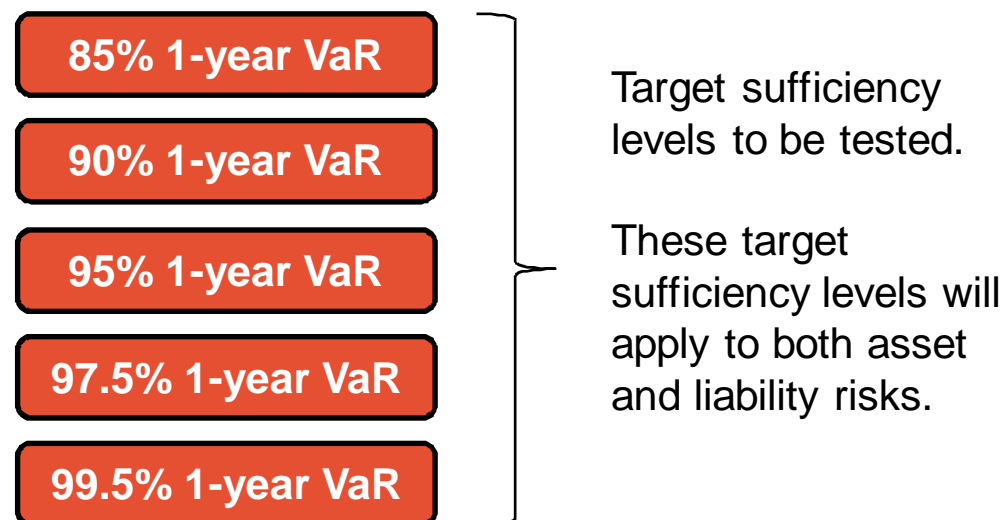 85% 1-year VaR
90% 1-year VaR
95% 1-year VaR
97.5% 1-year VaR
99.5% 1-year VaR
Target sufficiency
levels to be tested.
These target
sufficiency levels will
apply to both asset
and liability risks.